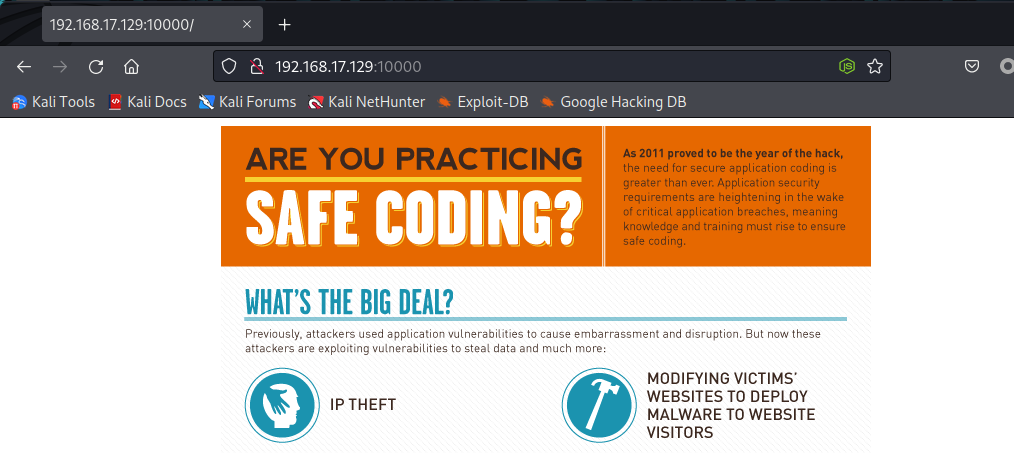 192.168.17.129:10000/
192.168.17.129:10000
Kali Tools Kali Docs Kali Forums Kali NetHunter Exploit-DB Google Hacking DB
ARE YOU PRACTICING
SAFE CODING?
As 2011 proved to be the year of the hack,
the need for secure application coding is
greater than ever. Application security
requirements are heightening in the wake
of critical application breaches, meaning
knowledge and training must rise to ensure
safe coding.
WHAT'S THE BIG DEAL?
Previously, attackers used application vulnerabilities to cause embarrassment and disruption. But now these
attackers are exploiting vulnerabilities to steal data and much more:
IP THEFT
MODIFYING VICTIMS'
WEBSITES TO DEPLOY
MALWARE TO WEBSITE
VISITORS